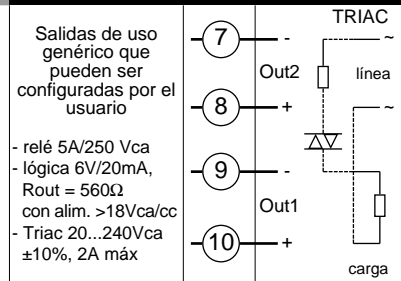 Salidas de uso
genérico que
pueden ser
configuradas por el
usuario
- relé 5A/250 Vca
- lógica 6V/20mA,
Rout = 560Ω
con alim. >18Vca/cc
- Triac 20...240Vca
±10%, 2A máx
7
-
Out2
8
+
9
-
Out1
10
+
TRIAC
~
línea
~
carga